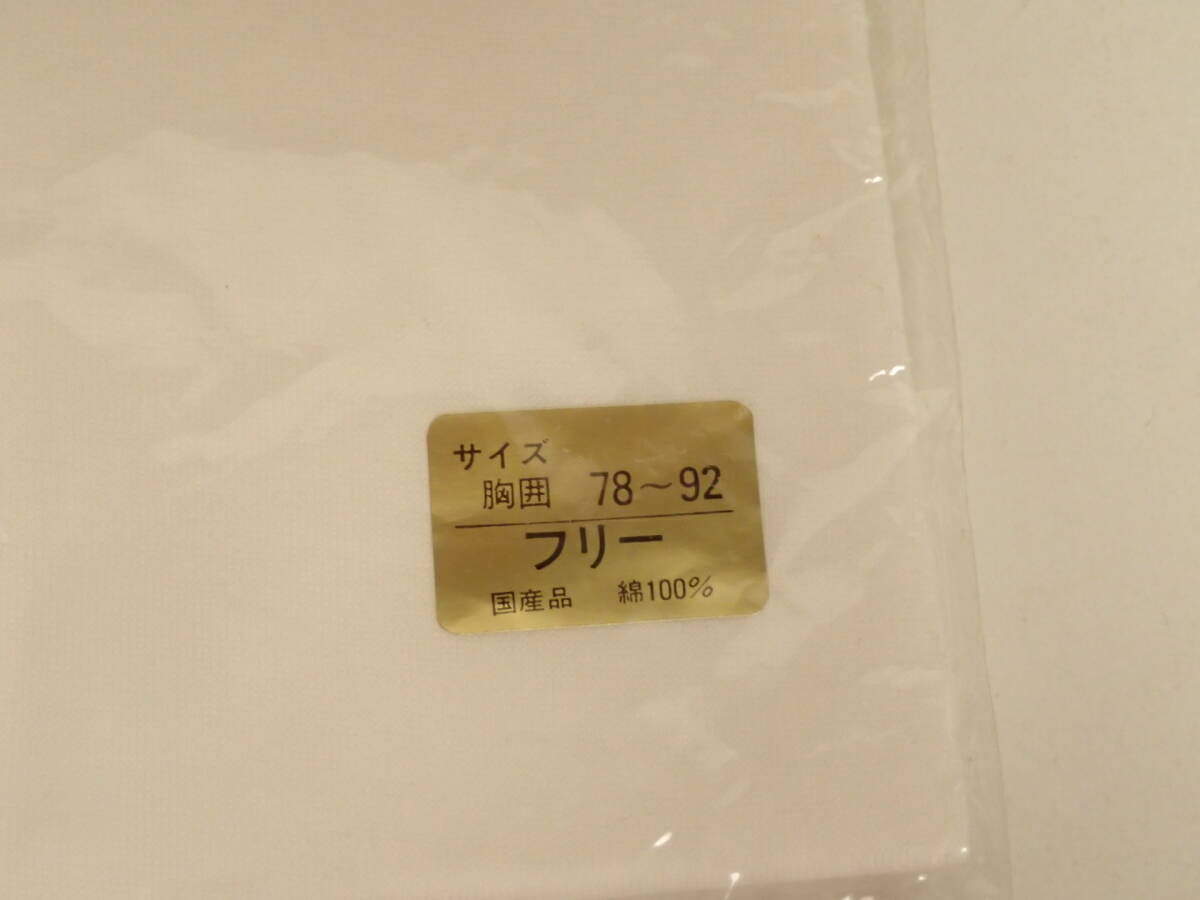 サイズ
胸囲 78～92
フリー
国産品 綿100%